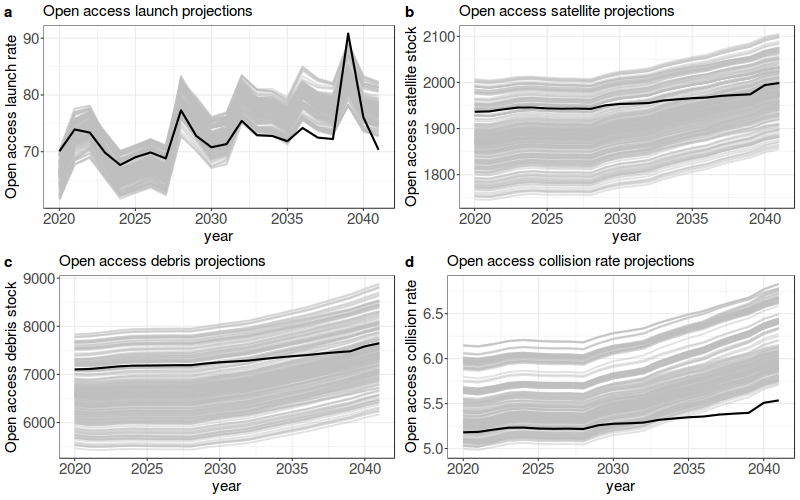 a Open access launch projections
Open access launch rate
90
80
70
2020 2025 2030 2035 2040
year
b Open access satellite projections
Open access satellite stock
2100
2000
1900
1800
2020 2025 2030 2035 2040
year
c Open access debris projections
Open access debris stock
9000
8000
7000
6000
2020 2025 2030 2035 2040
year
d Open access collision rate projections
Open access collision rate
6.5
6.0
5.5
5.0
2020 2025 2030 2035 2040
year